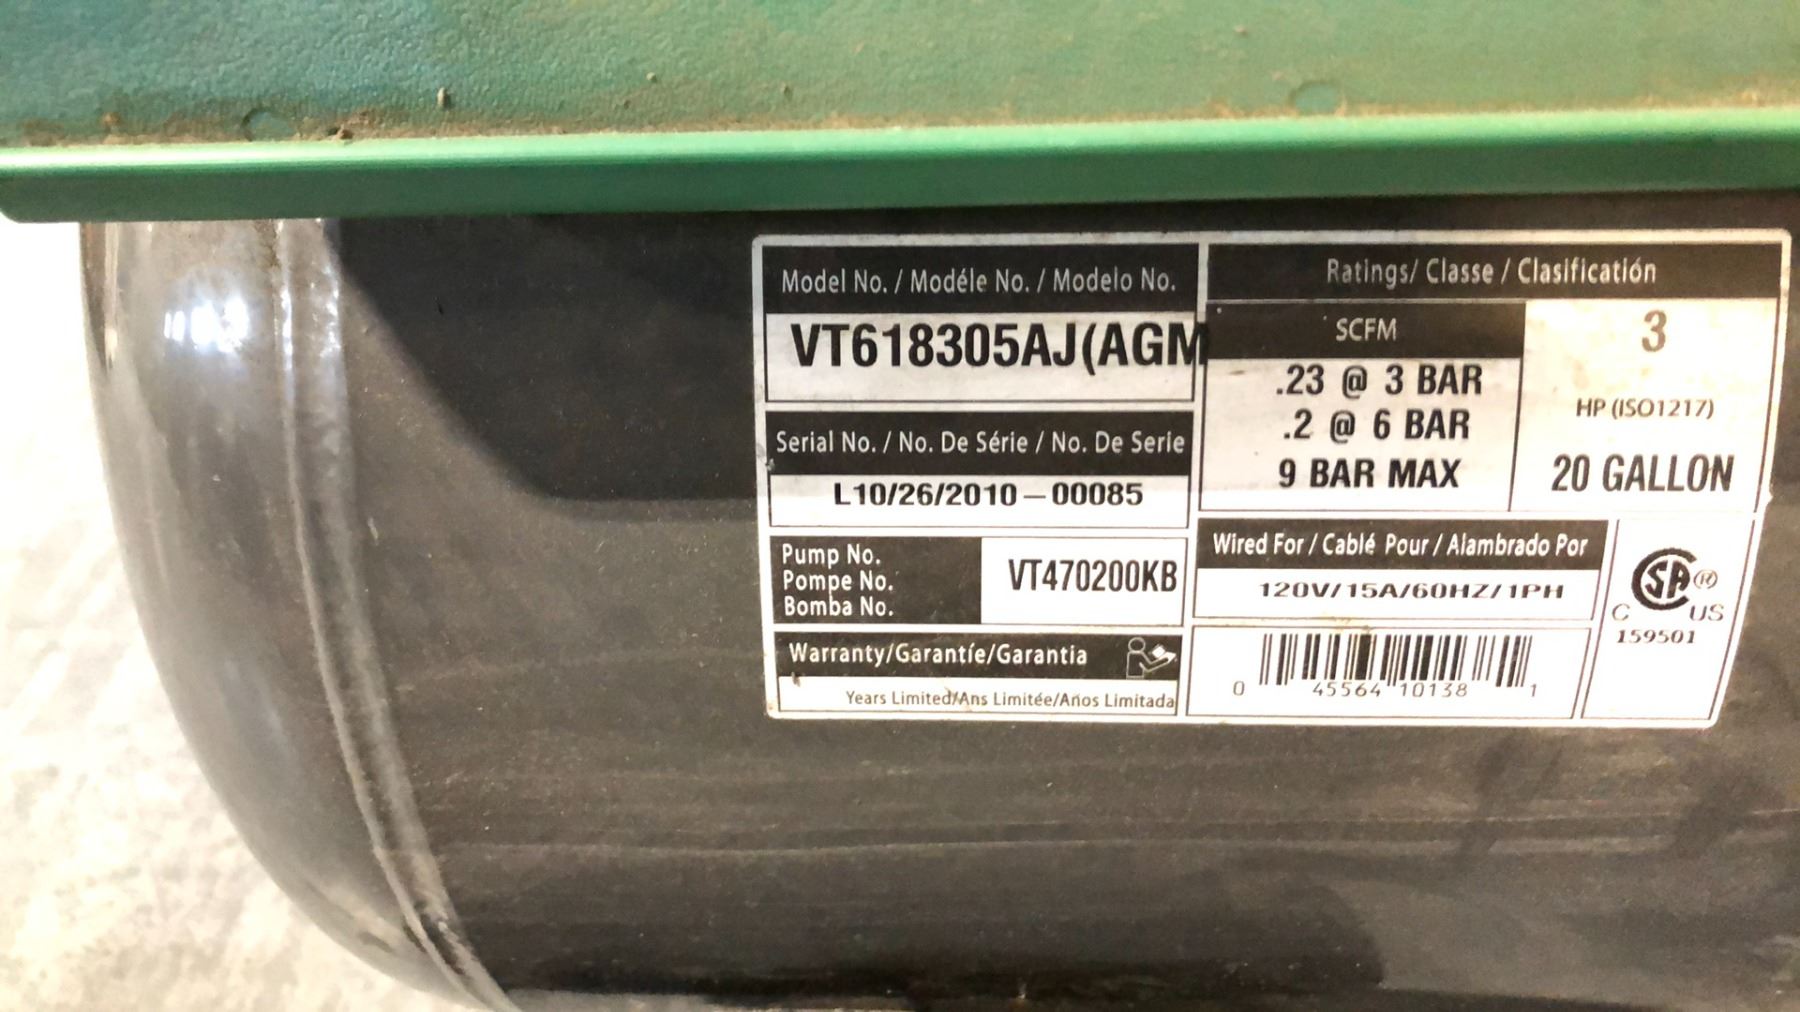 Model No. / Modéle No. / Modelo No.
VT618305AJ(AGM
Serial No. / No. De Série / No. De Serie
L10/26/2010-00085
Pump No.
Pompe No.
Bomba No.
VT470200KB
Warranty/Garantíe/Garantia
Years Limited/Ans Limitée/Años Limitada
Ratings/ Classe / Clasificatión
SCFM
.23 @ 3 BAR
.2 @ 6 BAR
9 BAR MAX
3
HP (ISO1217)
20 GALLON
Wired For / Cablé Pour / Alambrado Por
120V/15A/60HZ/1PH
0 45564 10138 1
SA ®
C US
159501